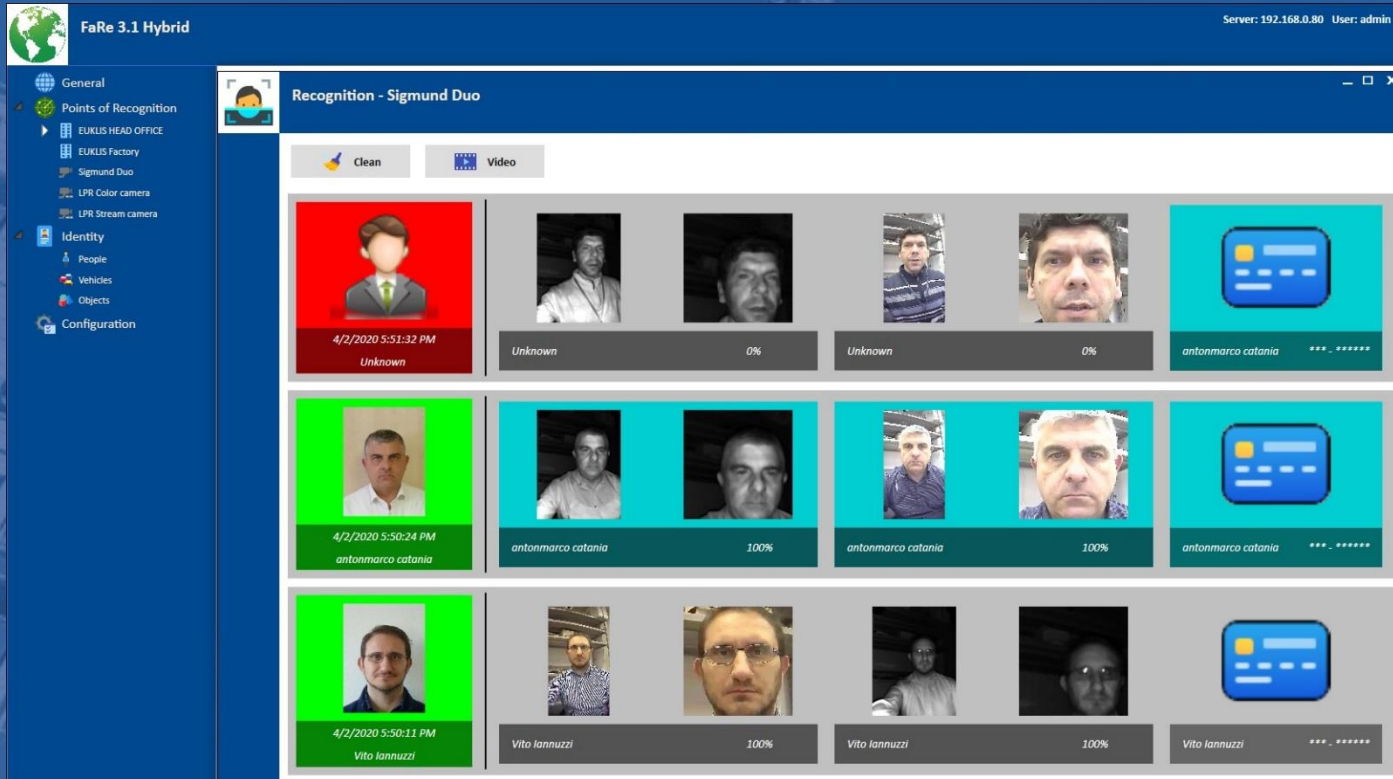 FaRe 3.1 Hybrid
Server: 192.168.0.80 User: admin
General
Points of Recognition
EUKLIS HEAD OFFICE
EUKLIS Factory
Sigmund Duo
LPR Color camera
LPR Stream camera
Identity
People
Vehicles
Objects
Configuration
Recognition - Sigmund Duo
Clean
Video
4/2/2020 5:51:32 PM
Unknown
Unknown 0%
Unknown 0%
antonmarco catania *** - ******
4/2/2020 5:50:24 PM
antonmarco catania
antonmarco catania 100%
antonmarco catania 100%
antonmarco catania *** - ******
4/2/2020 5:50:11 PM
Vito Iannuzzi
Vito Iannuzzi 100%
Vito Iannuzzi 100%
Vito Iannuzzi *** - ******